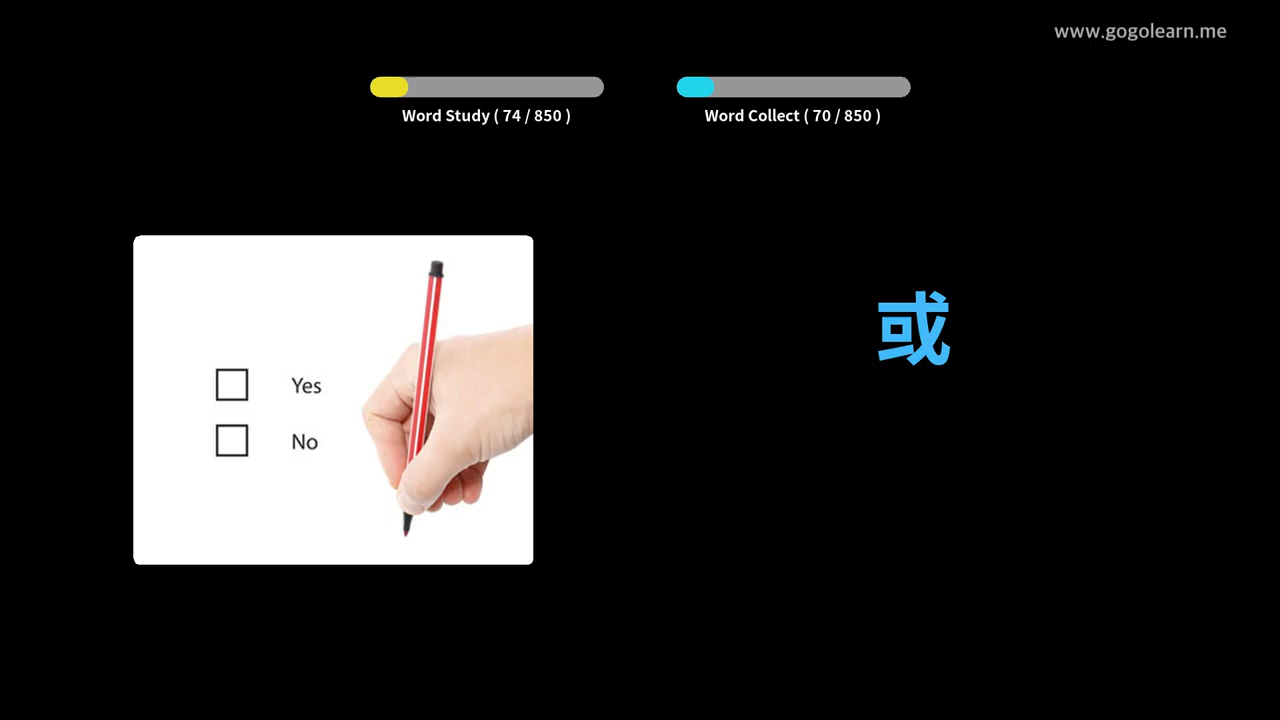 www.gogolearn.me
Word Study ( 74 / 850 )
Word Collect ( 70 / 850 )
Yes
No
或